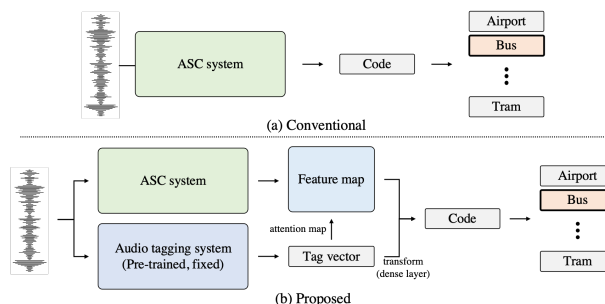 Airport
ASC system
Code
Bus
Tram
(a) Conventional
ASC system
Feature map
Airport
Bus
Code
attention map
Audio tagging system
(Pre-trained, fixed)
Tag vector
transform
(dense layer)
Tram
(b) Proposed